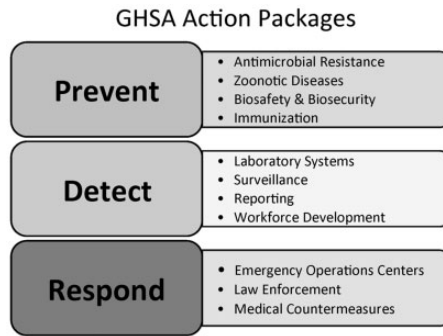 GHSA Action Packages
Prevent
• Antimicrobial Resistance
• Zoonotic Diseases
• Biosafety & Biosecurity
• Immunization
Detect
• Laboratory Systems
• Surveillance
• Reporting
• Workforce Development
Respond
• Emergency Operations Centers
• Law Enforcement
• Medical Countermeasures